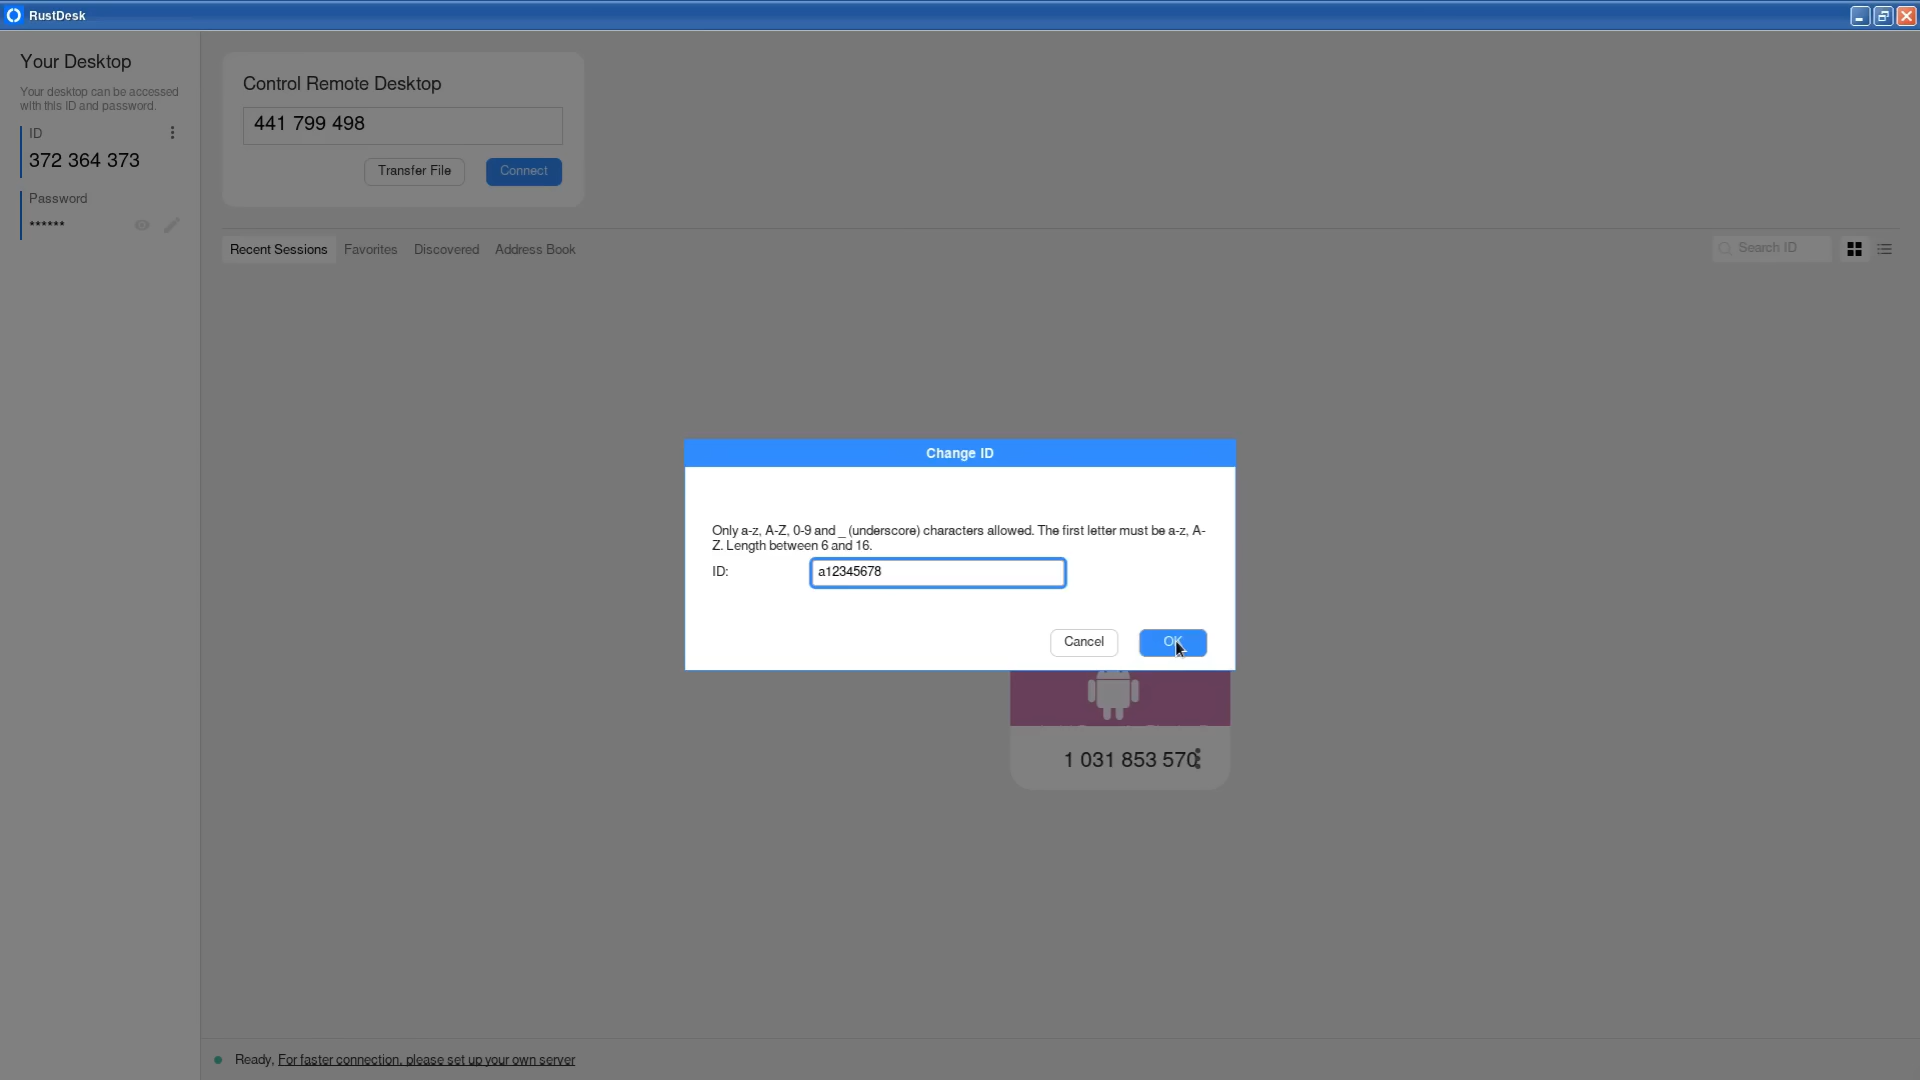 RustDesk
Your Desktop
Your desktop can be accessed
with this ID and password.
ID
372 364 373
Password
******
Control Remote Desktop
441 799 498
Transfer File
Connect
Recent Sessions
Favorites
Discovered
Address Book
Search ID
Change ID
Only a-z, A-Z, 0-9 and _ (underscore) characters allowed. The first letter must be a-z, A-
Z. Length between 6 and 16.
ID:
a12345678
Cancel
OK
1 031 853 570
Ready, For faster connection, please set up your own server